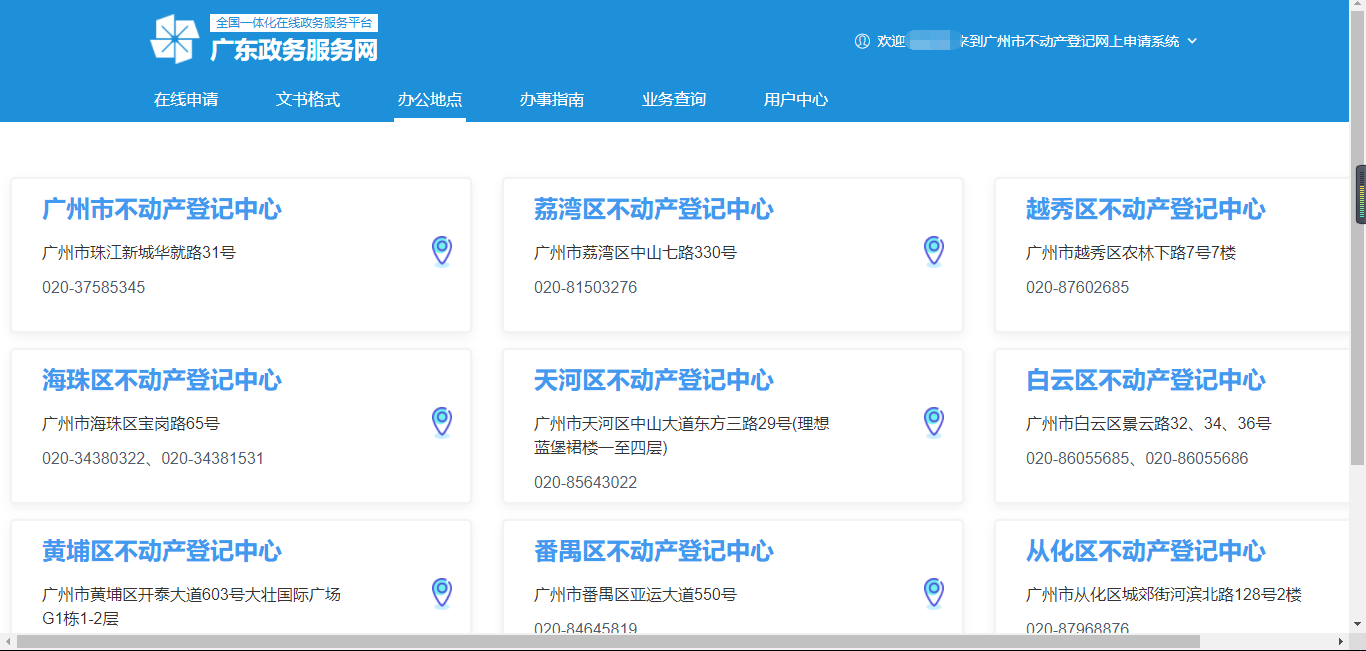 全国一体化在线政务服务平台
广东政务服务网
欢迎 来到广州市不动产登记网上申请系统
在线申请 文书格式 办公地点 办事指南 业务查询 用户中心
广州市不动产登记中心
广州市珠江新城华就路31号
020-37585345
荔湾区不动产登记中心
广州市荔湾区中山七路330号
020-81503276
越秀区不动产登记中心
广州市越秀区农林下路7号7楼
020-87602685
海珠区不动产登记中心
广州市海珠区宝岗路65号
020-34380322、020-34381531
天河区不动产登记中心
广州市天河区中山大道东方三路29号(理想
蓝堡裙楼一至四层)
020-85643022
白云区不动产登记中心
广州市白云区景云路32、34、36号
020-86055685、020-86055686
黄埔区不动产登记中心
广州市黄埔区开泰大道603号大壮国际广场
G1栋1-2层
番禺区不动产登记中心
广州市番禺区亚运大道550号
020-84645819
从化区不动产登记中心
广州市从化区城郊街河滨北路128号2楼
020-87968876